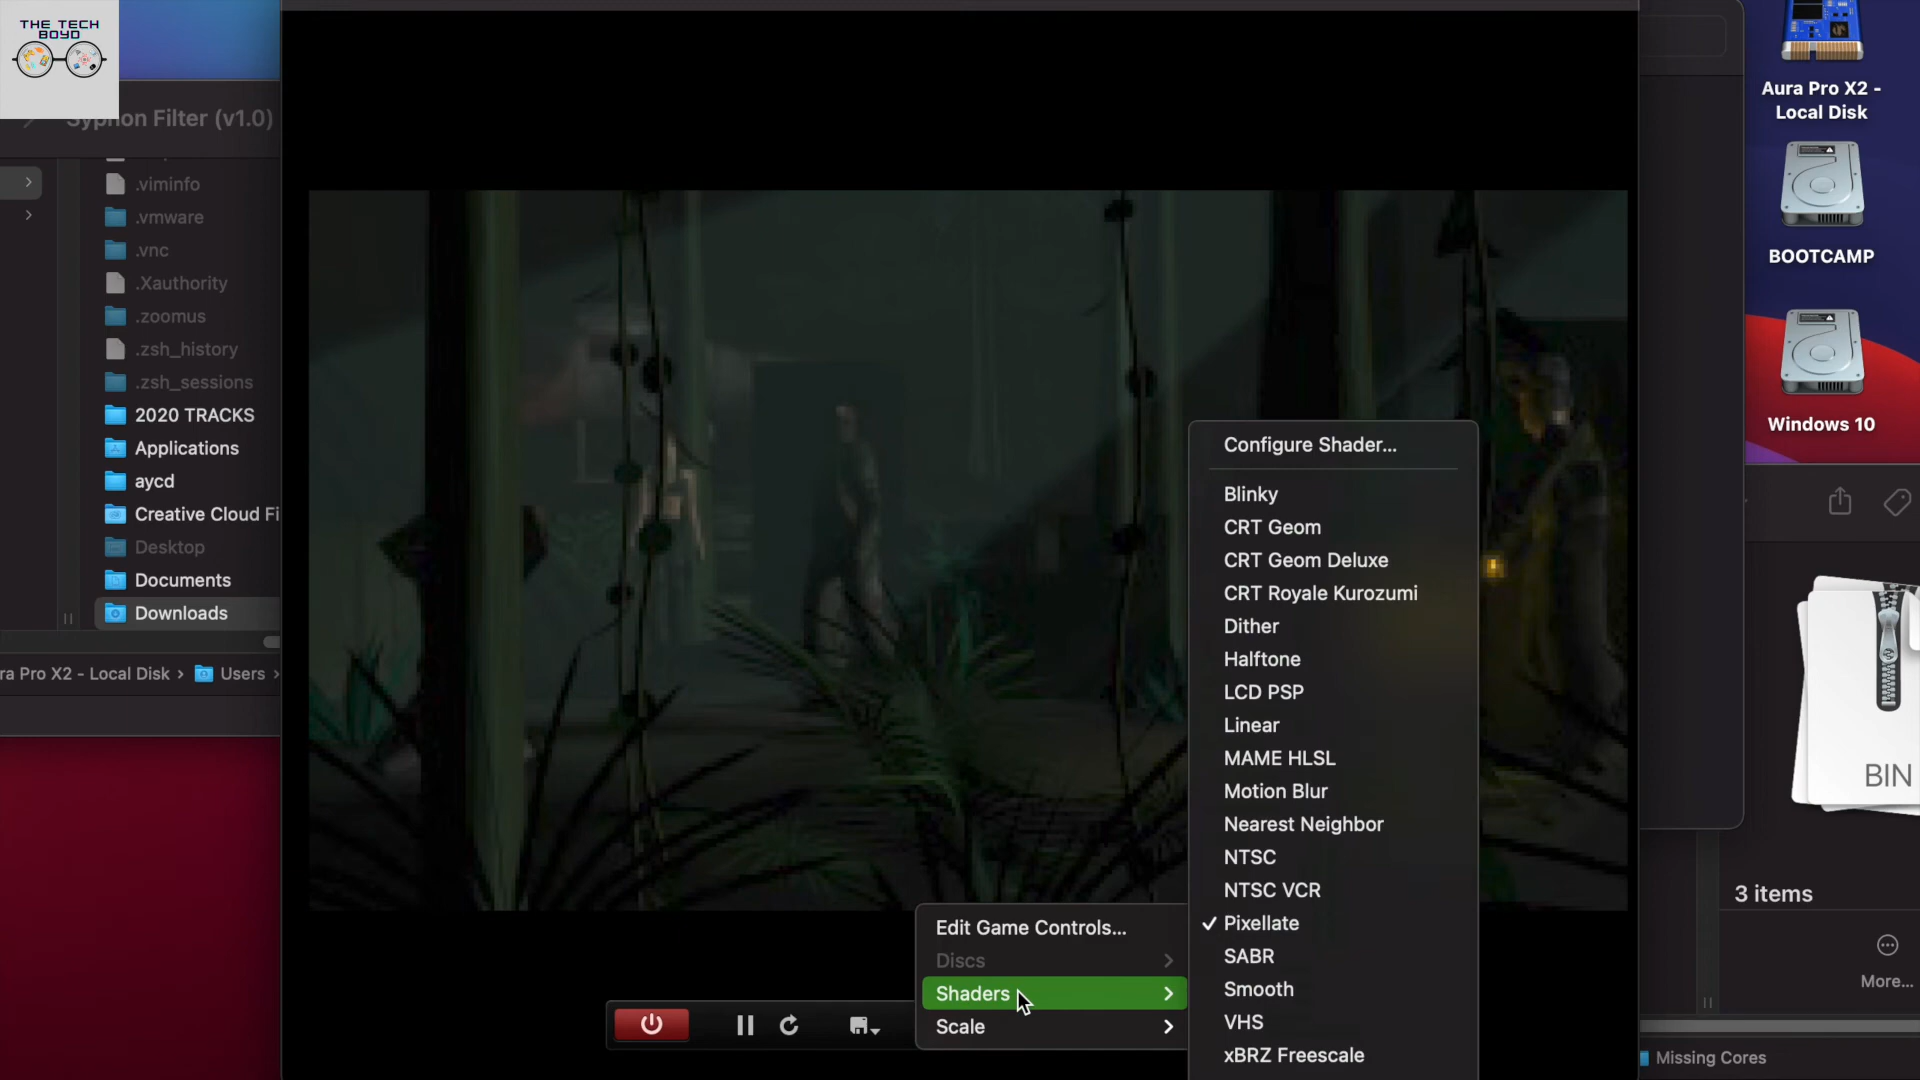 THE TECH
BOYD
Syphon Filter (v1.0)
.viminfo
.vmware
.vnc
.Xauthority
.zoomus
.zsh_history
.zsh_sessions
2020 TRACKS
Applications
aycd
Creative Cloud Fi
Desktop
Documents
Downloads
ra Pro X2 - Local Disk › Users ›
Configure Shader...
Blinky
CRT Geom
CRT Geom Deluxe
CRT Royale Kurozumi
Dither
Halftone
LCD PSP
Linear
MAME HLSL
Motion Blur
Nearest Neighbor
NTSC
NTSC VCR
✓ Pixellate
SABR
Smooth
VHS
xBRZ Freescale
Edit Game Controls...
Discs
Shaders
Scale
Aura Pro X2 -
Local Disk
BOOTCAMP
Windows 10
BIN
3 items
More...
Missing Cores